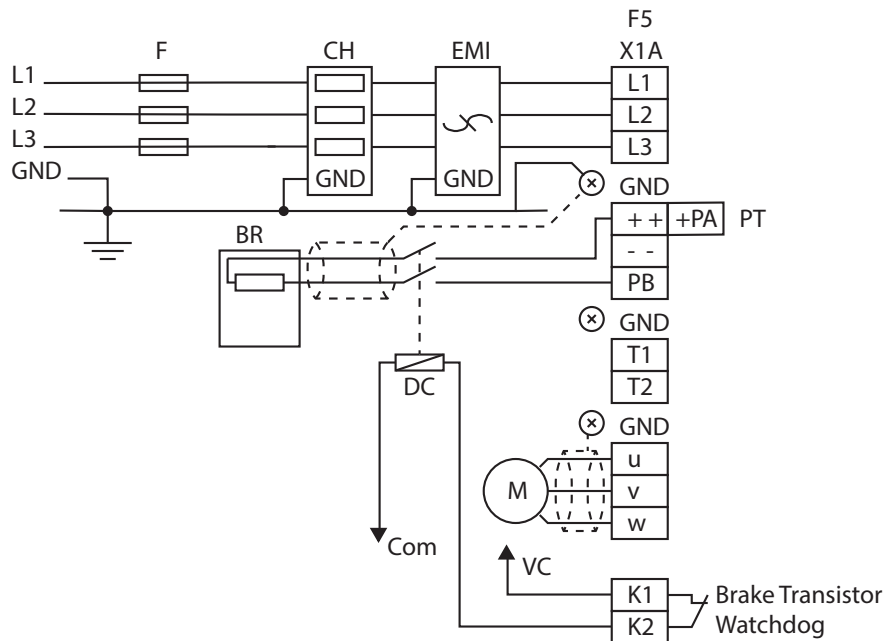 F5
F CH EMI X1A
L1 L1
L2 L2
L3 L3
GND GND GND GND
BR + + +PA PT
- -
PB
GND
T1
DC T2
GND
u
M v
w
Com
VC
K1 Brake Transistor
K2 Watchdog